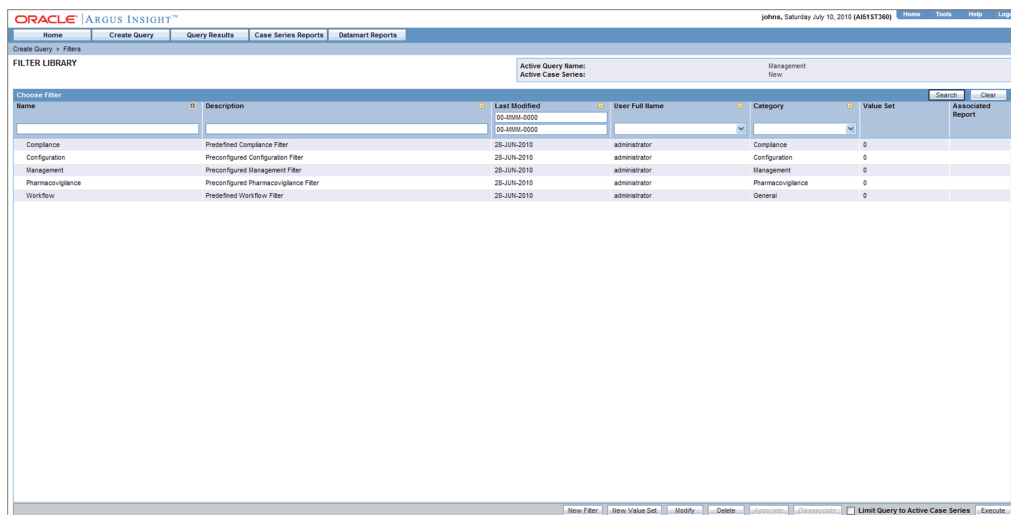 ORACLE | ARGUS INSIGHT™
johns, Saturday July 10, 2010 (AI51ST360) Home Tools Help
Home Create Query Query Results Case Series Reports Datamart Reports
Create Query > Filters
FILTER LIBRARY
Active Query Name: Management
Active Case Series: New
Choose Filter Search Clear
Name Description Last Modified User Full Name Category Value Set Associated Report
00-MMM-0000
00-MMM-0000
Compliance Predefined Compliance Filter 28-JUN-2010 administrator Compliance 0
Configuration Preconfigured Configuration Filter 28-JUN-2010 administrator Configuration 0
Management Preconfigured Management Filter 28-JUN-2010 administrator Management 0
Pharmacovigilance Preconfigured Pharmacovigilance Filter 28-JUN-2010 administrator Pharmacovigilance 0
Workflow Predefined Workflow Filter 28-JUN-2010 administrator General 0
New Filter New Value Set Modify Delete Associate Disassociate Limit Query to Active Case Series Execute